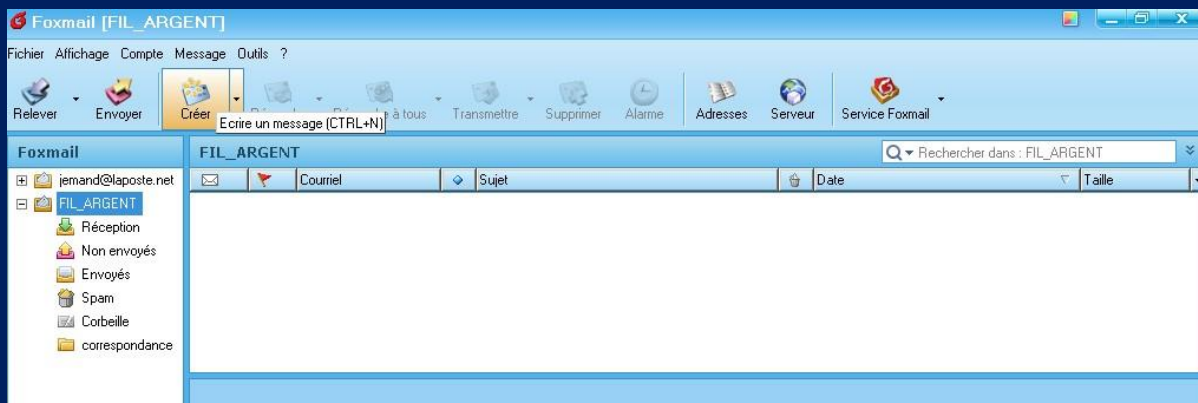 Foxmail [FIL_ARGENT]
Fichier Affichage Compte Message Outils ?
Relever Envoyer Créer à tous Transmettre Supprimer Alarme Adresses Serveur Service Foxmail
Ecrire un message (CTRL+N)
Foxmail FIL_ARGENT Rechercher dans : FIL_ARGENT
jemand@laposte.net Courriel Sujet Date Taille
FIL_ARGENT
Réception
Non envoyés
Envoyés
Spam
Corbeille
correspondance